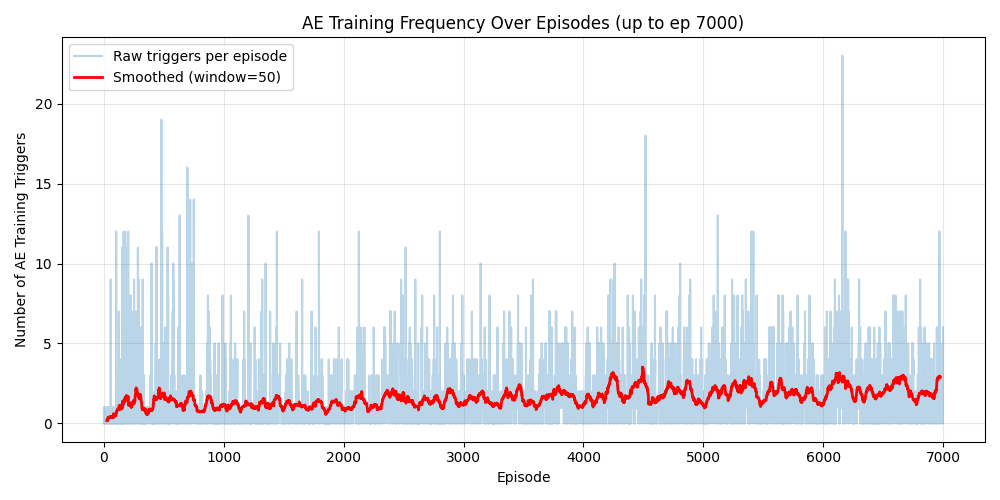 AE Training Frequency Over Episodes (up to ep 7000)
Raw triggers per episode
Smoothed (window=50)
Number of AE Training Triggers
20
15
10
5
0
0 1000 2000 3000 4000 5000 6000 7000
Episode